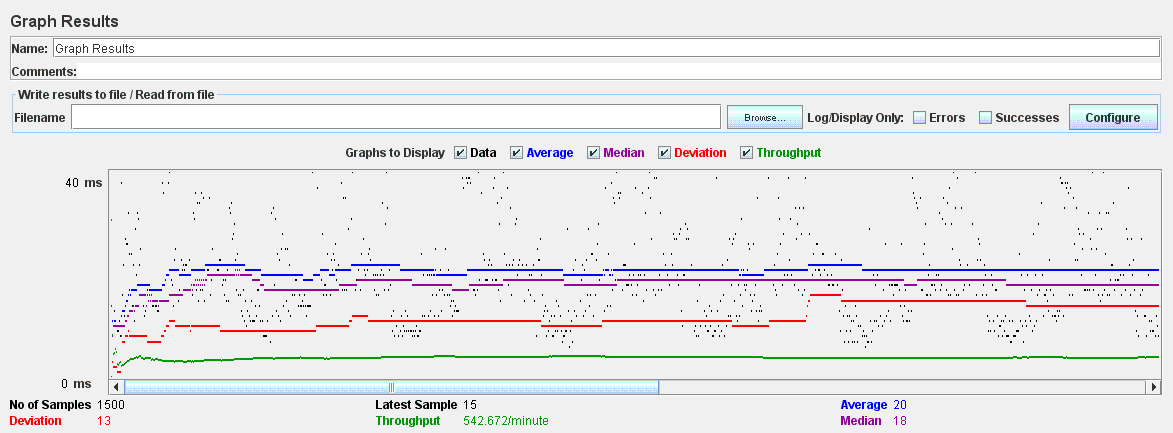 Graph Results
Name: Graph Results
Comments:
Write results to file / Read from file
Filename Browse... Log/Display Only: Errors Successes Configure
Graphs to Display Data Average Median Deviation Throughput
40 ms
0 ms
No of Samples 1500 Latest Sample 15 Average 20
Deviation 13 Throughput 542.672/minute Median 18